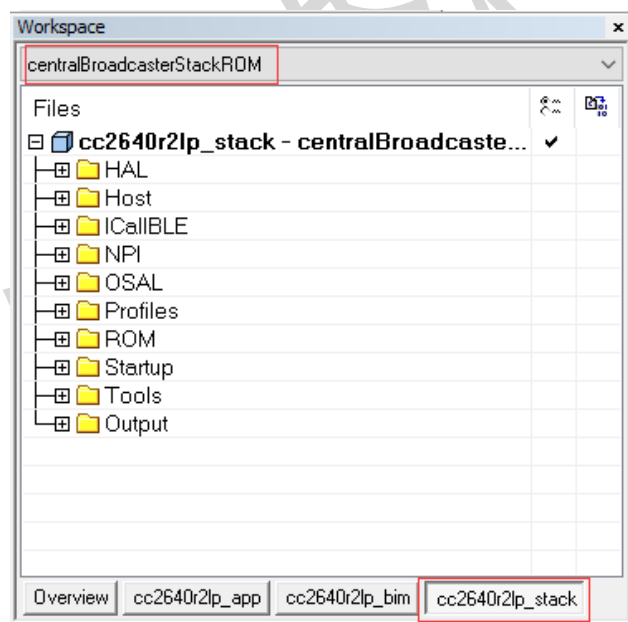 Workspace
centralBroadcasterStackROM
Files
cc2640r2lp_stack - centralBroadcaste...
HAL
Host
ICallBLE
NPI
OSAL
Profiles
ROM
Startup
Tools
Output
Overview cc2640r2lp_app cc2640r2lp_bim cc2640r2lp_stack